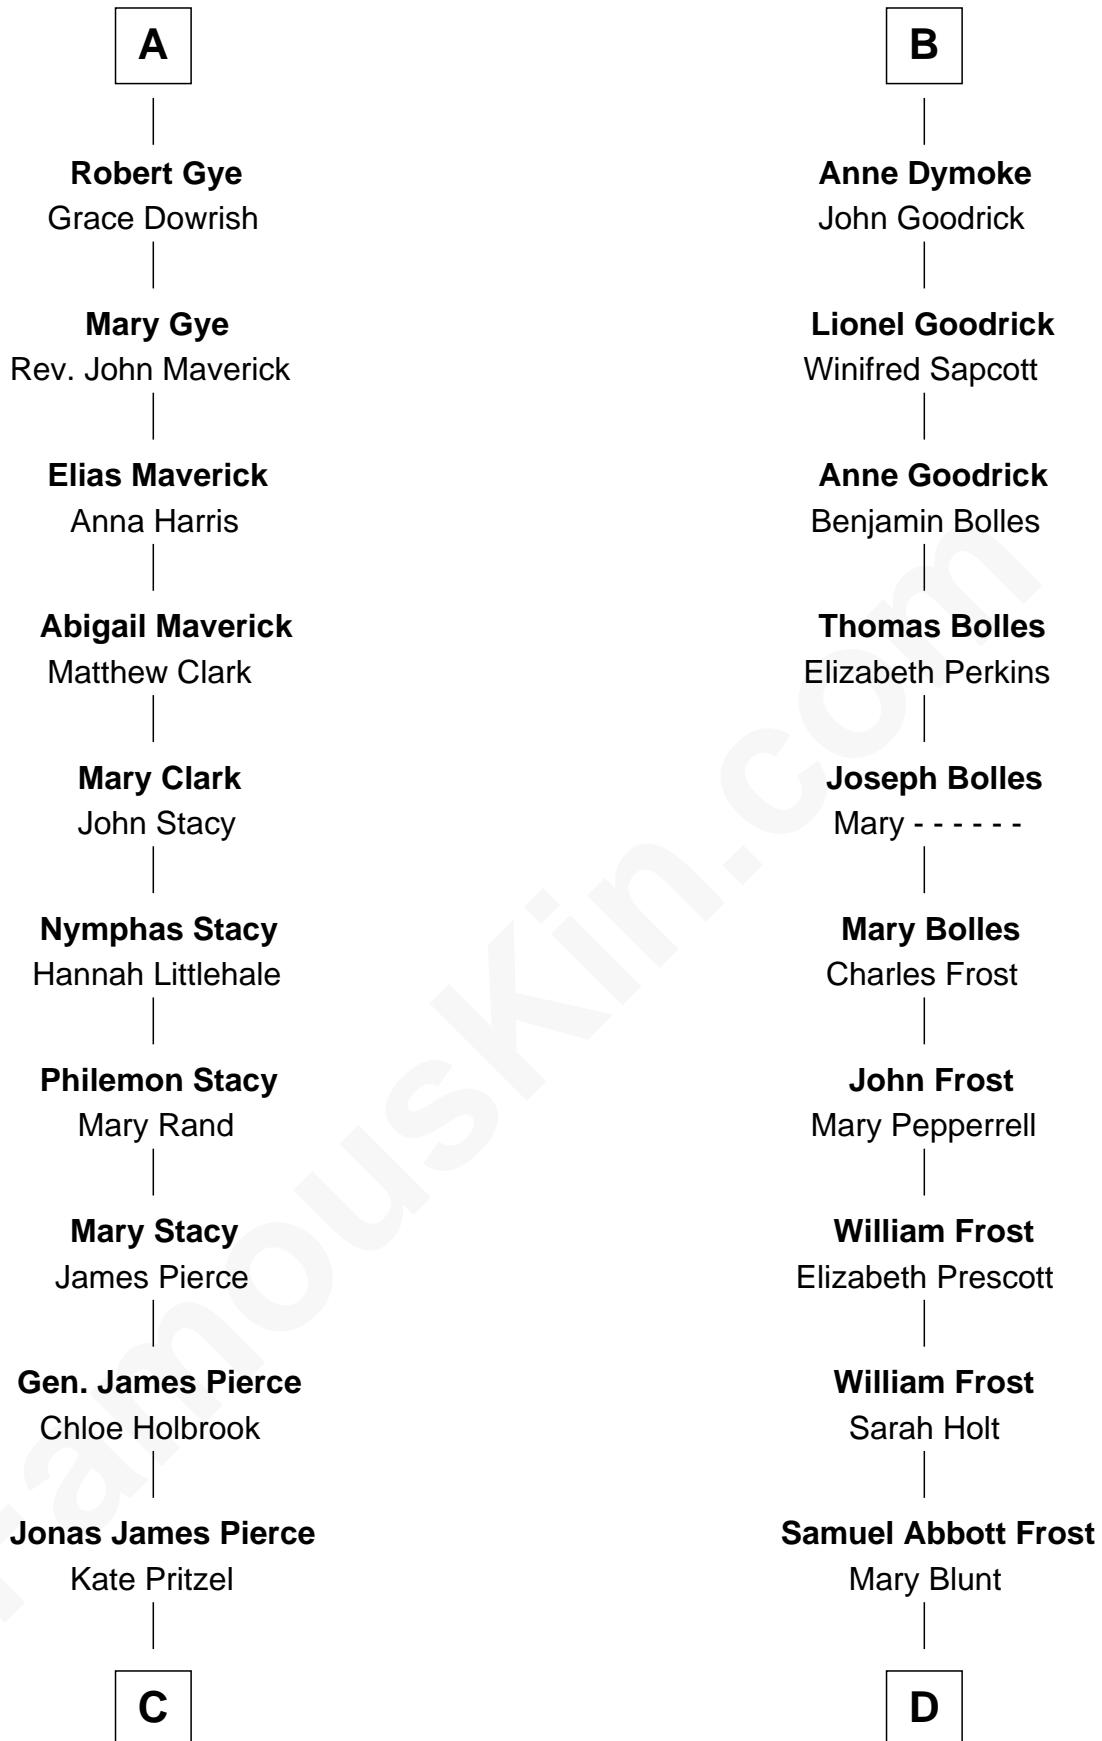 A
Robert Gye
Grace Dowrish
Mary Gye
Rev. John Maverick
Elias Maverick
Anna Harris
Abigail Maverick
Matthew Clark
Mary Clark
John Stacy
Nymphas Stacy
Hannah Littlehale
Philemon Stacy
Mary Rand
Mary Stacy
James Pierce
Gen. James Pierce
Chloe Holbrook
Jonas James Pierce
Kate Pritzel
C
B
Anne Dymoke
John Goodrick
Lionel Goodrick
Winifred Sapcott
Anne Goodrick
Benjamin Bolles
Thomas Bolles
Elizabeth Perkins
Joseph Bolles
Mary - - - - - -
Mary Bolles
Charles Frost
John Frost
Mary Pepperrell
William Frost
Elizabeth Prescott
William Frost
Sarah Holt
Samuel Abbott Frost
Mary Blunt
D
FamousKin.com